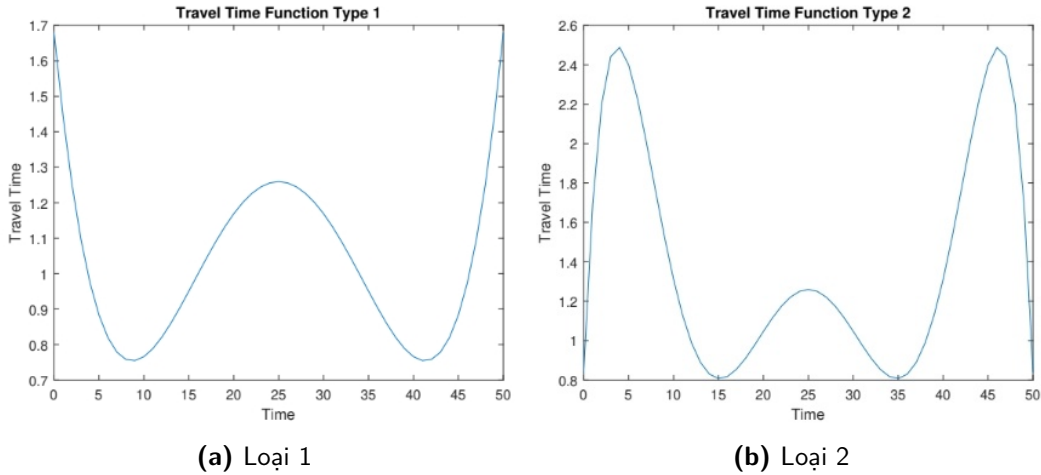 Travel Time Function Type 1
1.7
1.6
1.5
1.4
1.3
1.2
1.1
1
0.9
0.8
0.7
Travel Time
0 5 10 15 20 25 30 35 40 45 50
Time
(a) Loại 1
Travel Time Function Type 2
2.6
2.4
2.2
2
1.8
1.6
1.4
1.2
1
0.8
Travel Time
0 5 10 15 20 25 30 35 40 45 50
Time
(b) Loại 2